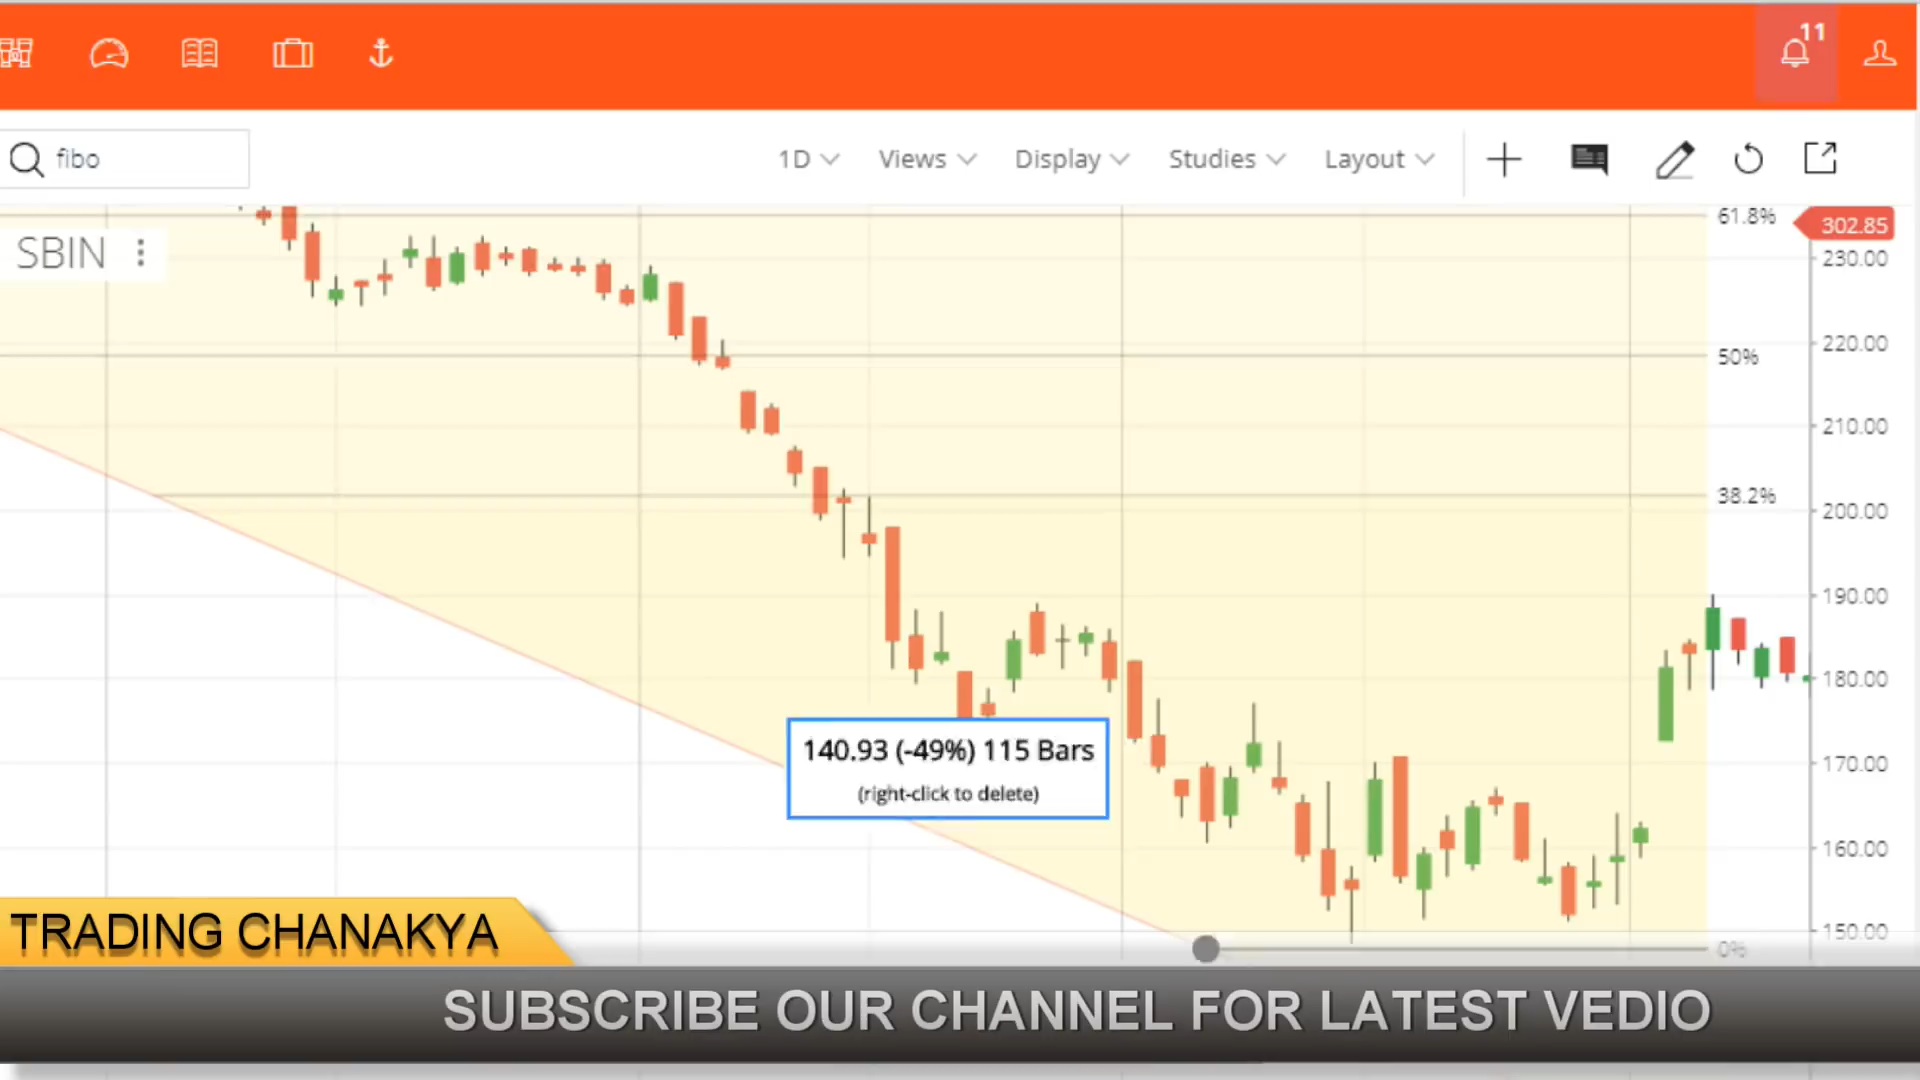 11
fibo
1D
Views
Display
Studies
Layout
SBIN
61.8%
302.85
230.00
220.00
50%
210.00
38.2%
200.00
190.00
180.00
140.93 (-49%) 115 Bars
(right-click to delete)
170.00
160.00
150.00
0%
TRADING CHANAKYA
SUBSCRIBE OUR CHANNEL FOR LATEST VEDIO